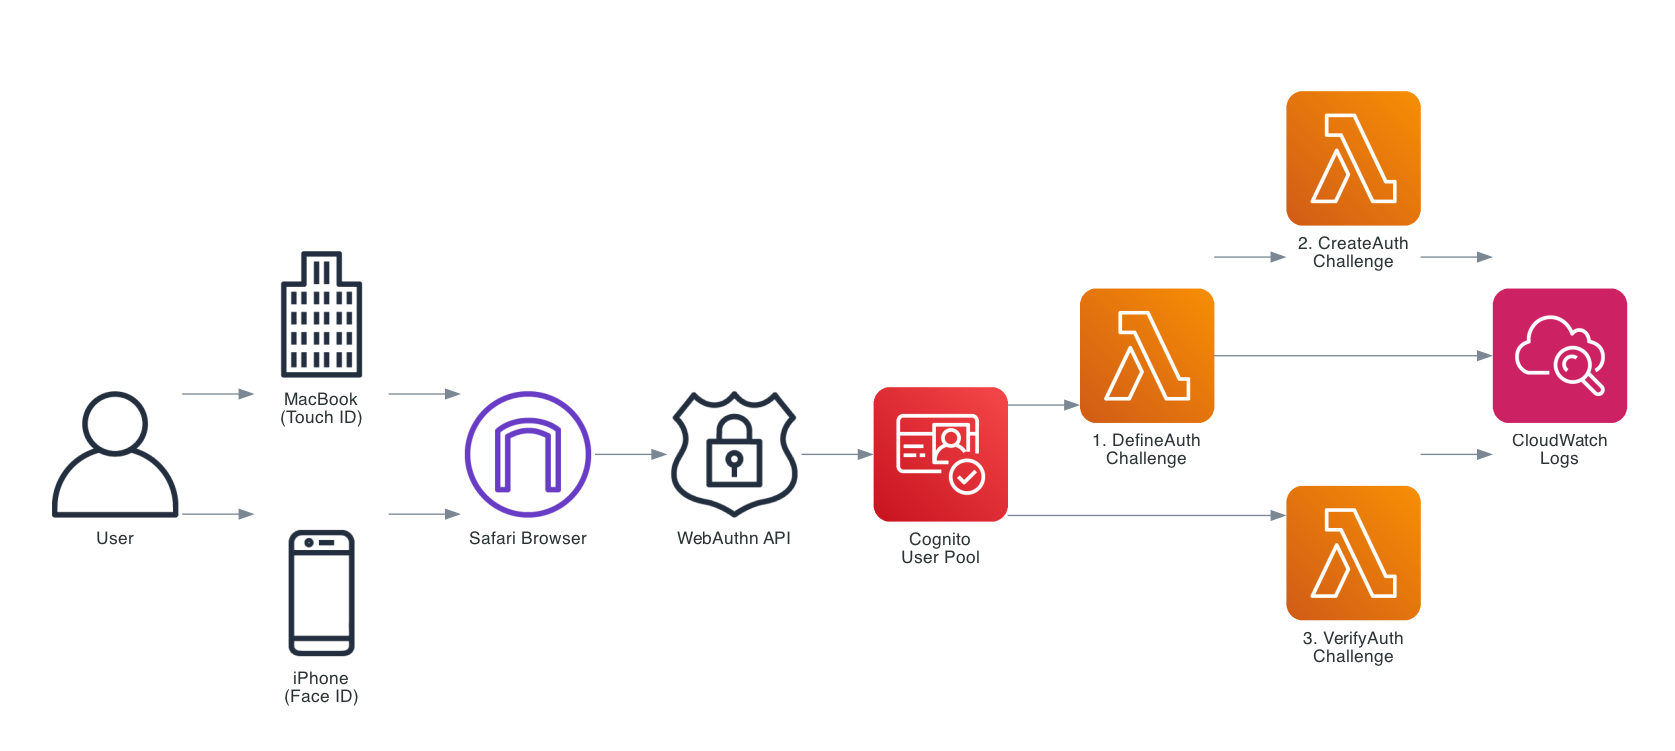 User
MacBook
(Touch ID)
iPhone
(Face ID)
Safari Browser
WebAuthn API
Cognito
User Pool
1. DefineAuth
Challenge
2. CreateAuth
Challenge
3. VerifyAuth
Challenge
CloudWatch
Logs